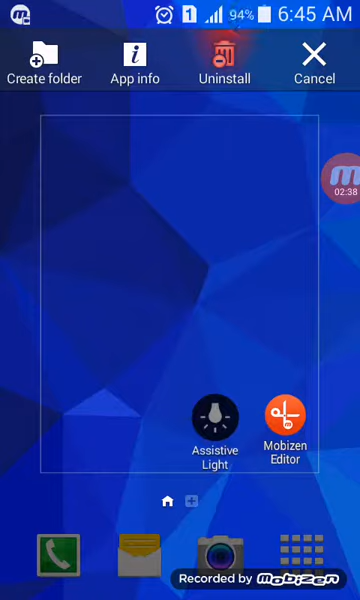 1 94% 6:45 AM
Create folder App info Uninstall Cancel
02:38
Assistive
Light
Mobizen
Editor
Recorded by mobizen